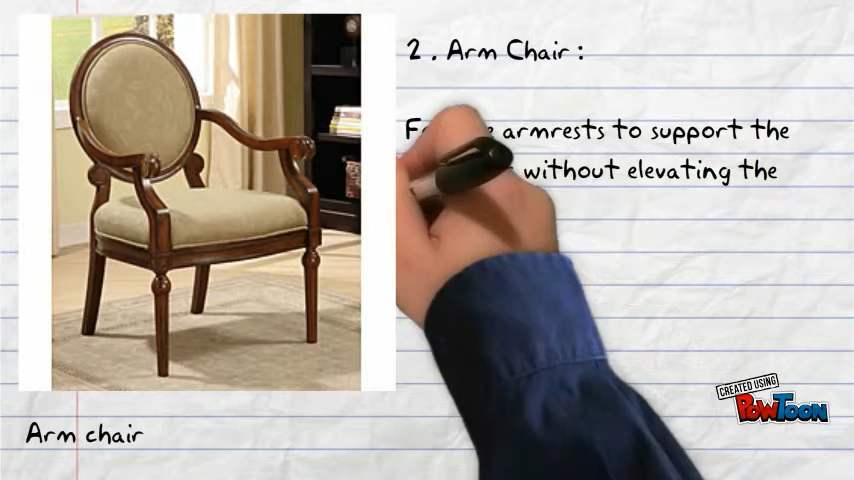 2. Arm Chair:
armrests to support the
without elevating the
Arm chair
CREATED USING
POWTOON